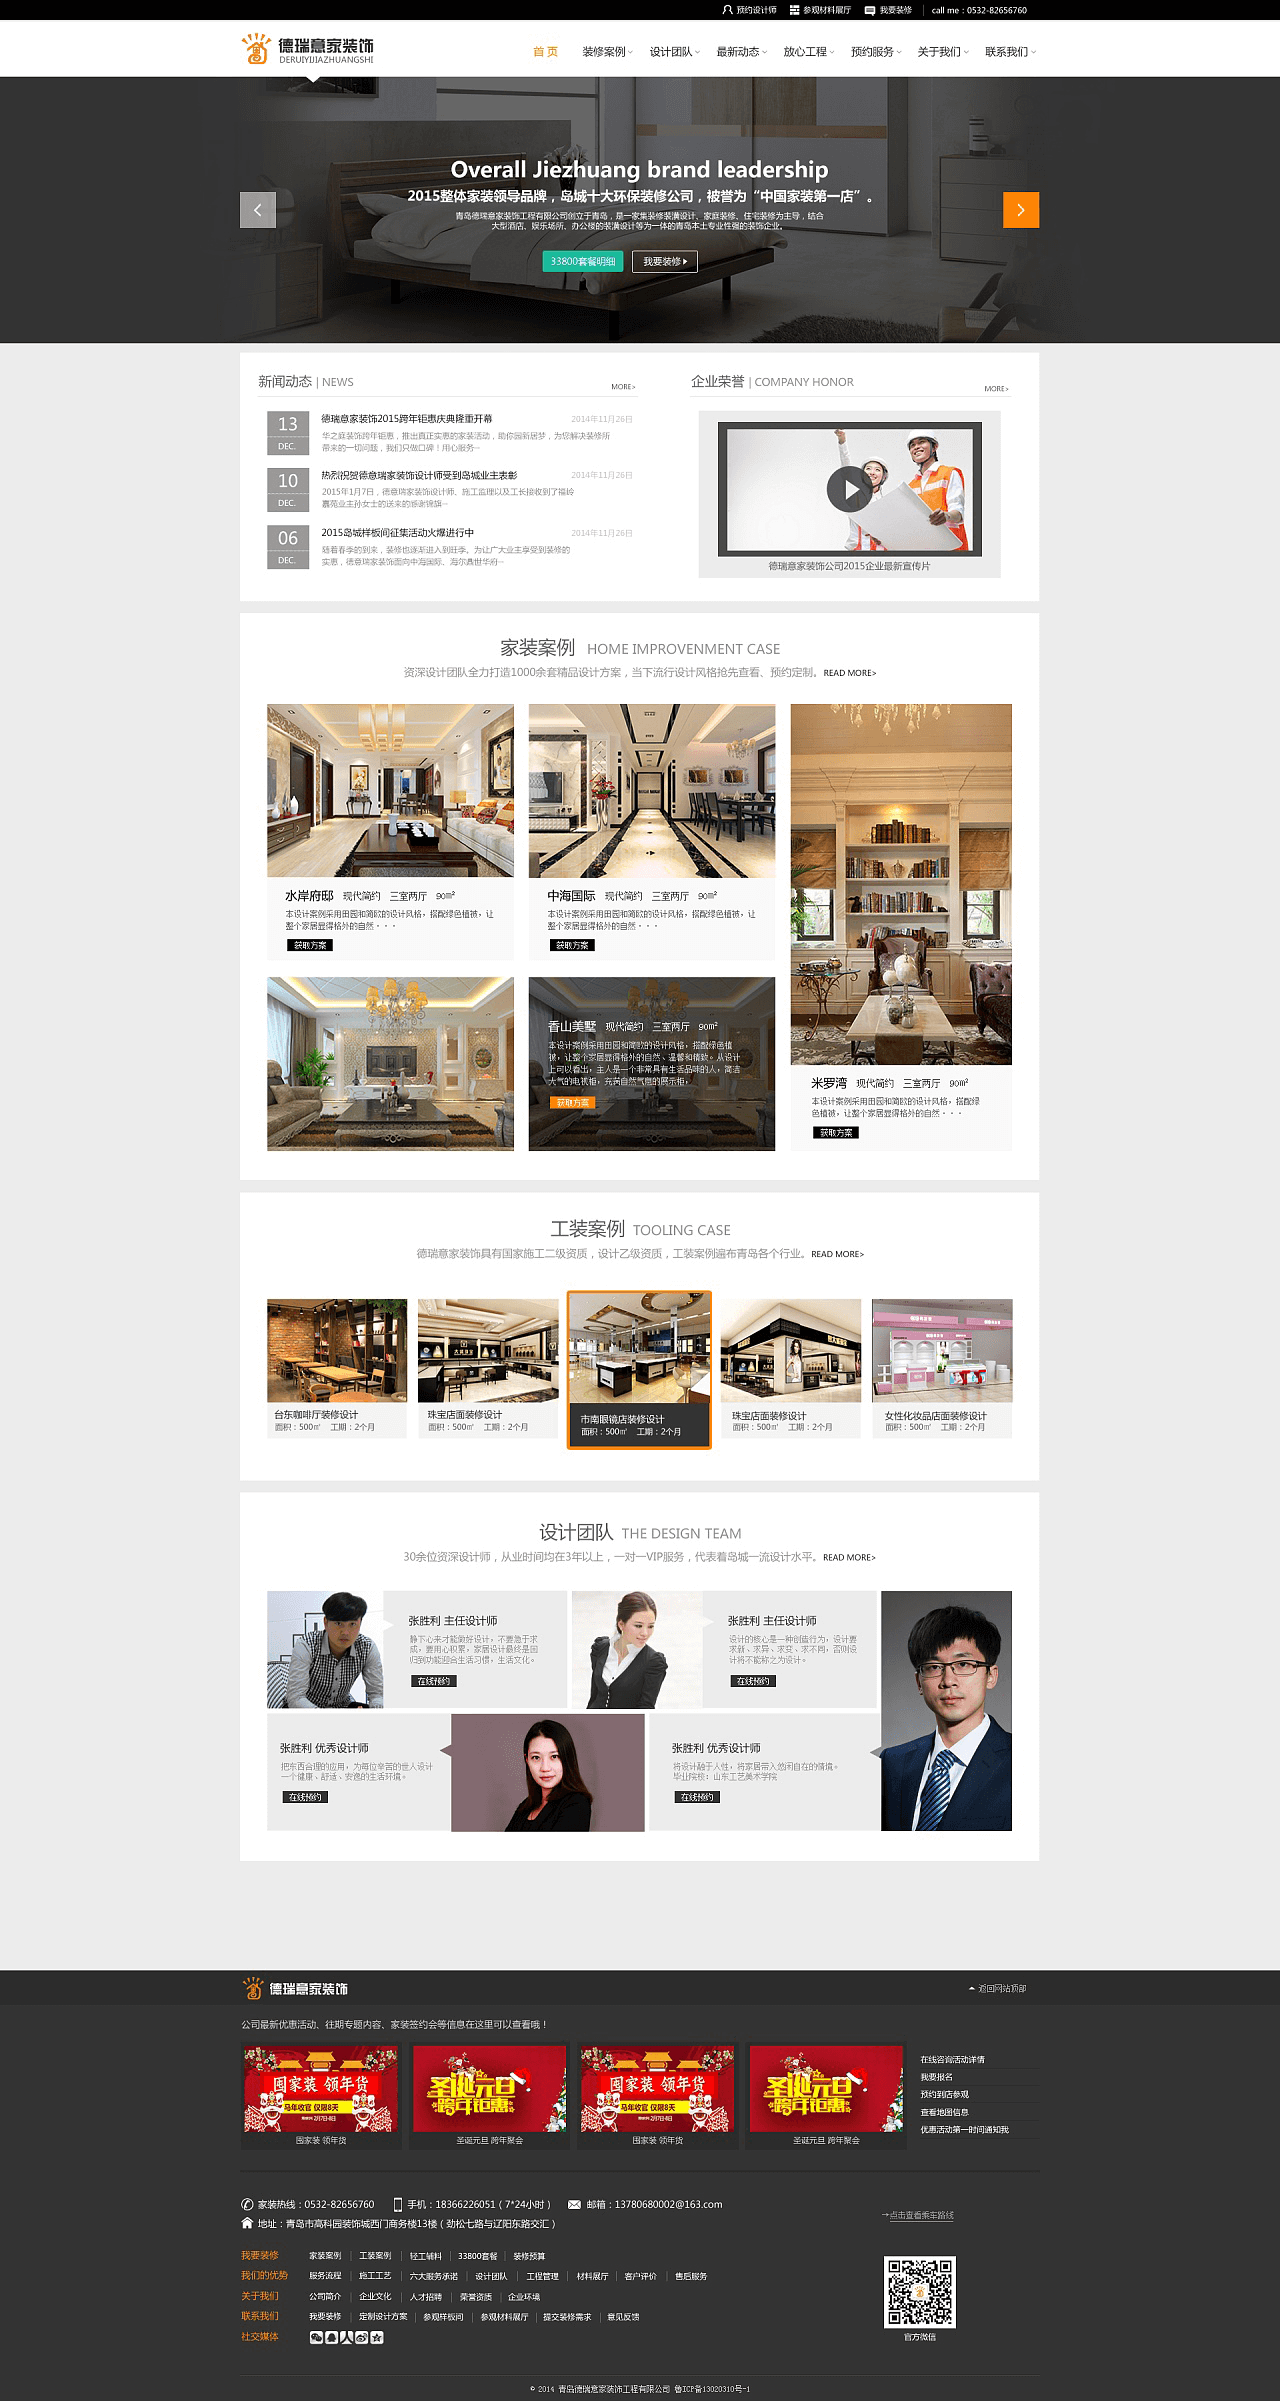 预约设计师 参观材料展厅 我要装修 call me：0532-82656760
德瑞意家装饰
DERUIYIJIAZHUANGSHI
首 页 装修案例 设计团队 最新动态 放心工程 预约服务 关于我们 联系我们
Overall Jiezhuang brand leadership
2015整体家装领导品牌，岛城十大环保装修公司，被誉为“中国家装第一店”。
青岛德瑞意家装饰工程有限公司创立于青岛，是一家集装修装潢设计、家庭装修、住宅装修为主导，结合
大型酒店、娱乐场所、办公楼的装潢设计等为一体的青岛本土专业性强的装饰企业。
33800套餐明细 我要装修
新闻动态 | NEWS MORE>
13 DEC.
德瑞意家装饰2015跨年钜惠庆典隆重开幕 2014年11月26日
华之庭装饰跨年钜惠，推出真正实惠的家装活动，助你园新居梦，为您解决装修所
带来的一切问题，我们只做口碑！用心服务···
10 DEC.
热烈祝贺德意瑞家装饰设计师受到岛城业主表彰 2014年11月26日
2015年1月7日，德意瑞家装饰设计师、施工监理以及工长接收到了福岭
嘉苑业主孙女士的送来的感谢锦旗···
06 DEC.
2015岛城样板间征集活动火爆进行中 2014年11月26日
随着春季的到来，装修也逐渐进入到旺季。为让广大业主享受到装修的
实惠，德意瑞家装饰面向中海国际、海尔鼎世华府···
企业荣誉 | COMPANY HONOR MORE>
德瑞意家装饰公司2015企业最新宣传片
家装案例 HOME IMPROVENMENT CASE
资深设计团队全力打造1000余套精品设计方案，当下流行设计风格抢先查看、预约定制。READ MORE>
水岸府邸 现代简约 三室两厅 90m²
本设计案例采用田园和简欧的设计风格，搭配绿色植被，让
整个家居显得格外的自然···
获取方案
中海国际 现代简约 三室两厅 90m²
本设计案例采用田园和简欧的设计风格，搭配绿色植被，让
整个家居显得格外的自然···
获取方案
香山美墅 现代简约 三室两厅 90m²
本设计案例采用田园和简欧的设计风格，搭配绿色植
被，让整个家居显得格外的自然、温馨和精致。从设计
上可以看出，主人是一个非常具有生活品味的人，简洁
大气的电视柜，充满自然气息的展示柜，
获取方案
米罗湾 现代简约 三室两厅 90m²
本设计案例采用田园和简欧的设计风格，搭配绿
色植被，让整个家居显得格外的自然···
获取方案
工装案例 TOOLING CASE
德瑞意家装饰具有国家施工二级资质，设计乙级资质，工装案例遍布青岛各个行业。READ MORE>
台东咖啡厅装修设计
面积：500㎡ 工期：2个月
珠宝店面装修设计
面积：500㎡ 工期：2个月
市南眼镜店装修设计
面积：500㎡ 工期：2个月
珠宝店面装修设计
面积：500㎡ 工期：2个月
女性化妆品店面装修设计
面积：500㎡ 工期：2个月
设计团队 THE DESIGN TEAM
30余位资深设计师，从业时间均在3年以上，一对一VIP服务，代表着岛城一流设计水平。READ MORE>
张胜利 主任设计师
静下心来才能做好设计，不要急于求
成，要用心积累，家居设计最终是回
归到功能迎合生活习惯，生活文化。
在线预约
张胜利 主任设计师
设计的核心是一种创造行为，设计要
求新、求异、求变、求不同，否则设
计将不能称之为设计。
在线预约
张胜利 优秀设计师
把东西合理的应用，为每位辛苦的世人设计
一个健康、舒适、安逸的生活环境。
在线预约
张胜利 优秀设计师
将设计融于人性，将家居带入悠闲自在的情境。
毕业院校：山东工艺美术学院
在线预约
德瑞意家装饰 返回网站顶部
公司最新优惠活动、往期专题内容、家装签约会等信息在这里可以查看哦！
围家装 领年货
马年收官 仅限8天
围家装 领年货
圣诞元旦
跨年钜惠
圣诞元旦 跨年聚会
围家装 领年货
马年收官 仅限8天
围家装 领年货
圣诞元旦
跨年钜惠
圣诞元旦 跨年聚会
在线咨询活动详情
我要报名
预约到店参观
查看地图信息
优惠活动第一时间通知我
家装热线：0532-82656760 手机：18366226051（7*24小时） 邮箱：13780680002@163.com
地址：青岛市高科园装饰城西门商务楼13楼（劲松七路与辽阳东路交汇）
→点击查看乘车路线
我要装修 家装案例 | 工装案例 | 轻工辅料 | 33800套餐 | 装修预算
我们的优势 服务流程 | 施工工艺 | 六大服务承诺 | 设计团队 | 工程管理 | 材料展厅 | 客户评价 | 售后服务
关于我们 公司简介 | 企业文化 | 人才招聘 | 荣誉资质 | 企业环境
联系我们 我要装修 | 定制设计方案 | 参观样板间 | 参观材料展厅 | 提交装修需求 | 意见反馈
社交媒体
官方微信
© 2014 青岛德瑞意家装饰工程有限公司 鲁ICP备13020310号-1